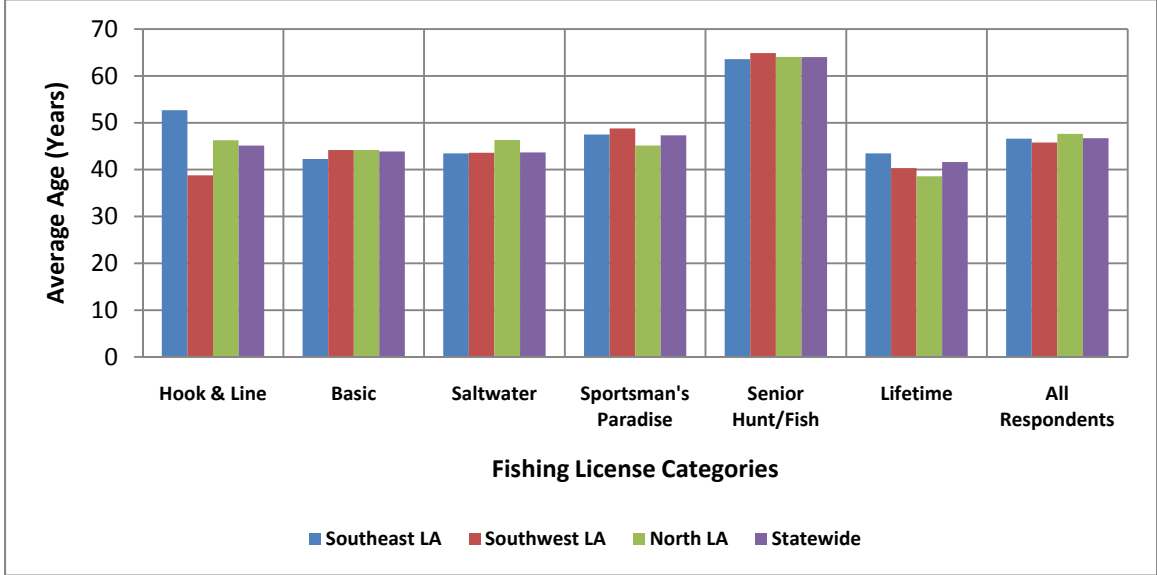 70
60
50
40
30
20
10
0
Average Age (Years)
Hook & Line
Basic
Saltwater
Sportsman's
Paradise
Senior
Hunt/Fish
Lifetime
All
Respondents
Fishing License Categories
Southeast LA
Southwest LA
North LA
Statewide